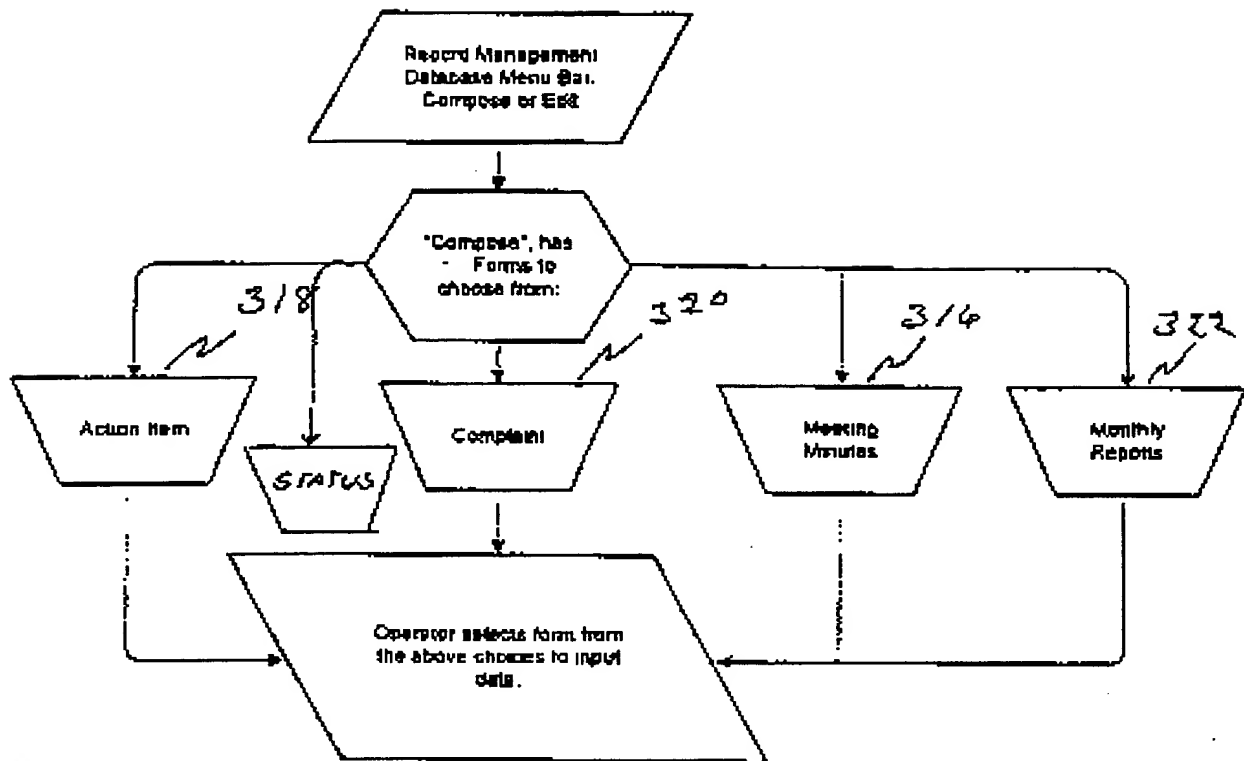 Record Management
Database Menu Bar.
Compose or Edit
"Compose", has
- Forms to
choose from:
318
320
314
322
Action Item
STATUS
Complaint
Meeting
Minutes
Monthly
Reports
Operator selects form from
the above choices to input
data.